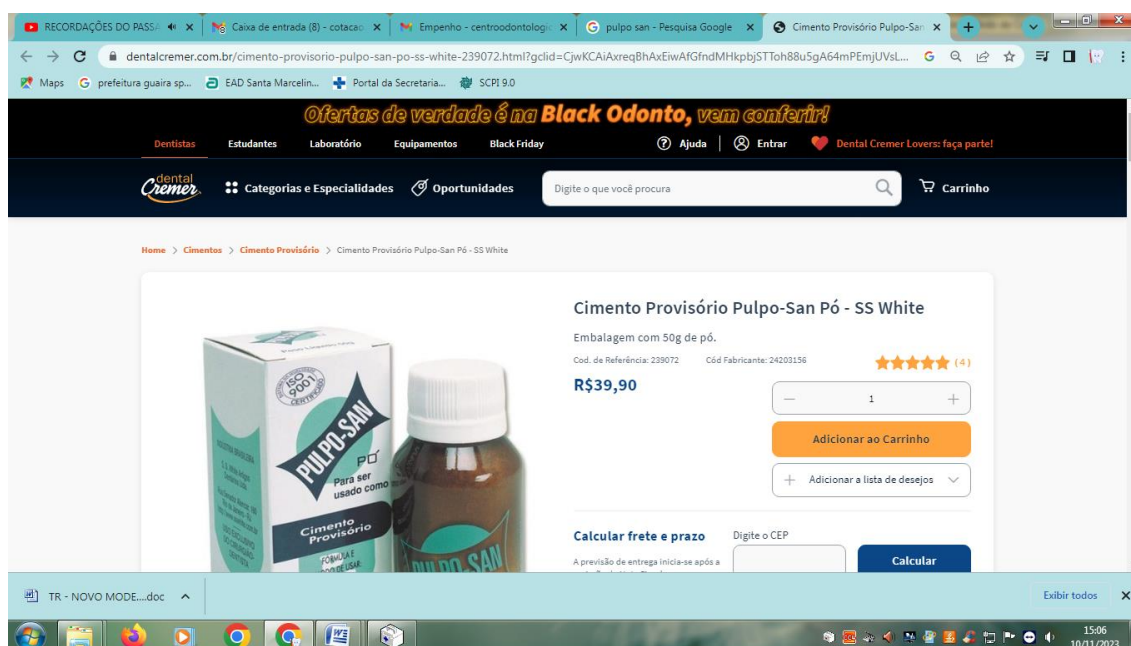 RECORDAÇÕES DO PASSA
Caixa de entrada (8) - cotacao
Empenho - centroodontologic
pulpo san - Pesquisa Google
Cimento Provisório Pulpo-San
dentalcremer.com.br/cimento-provisorio-pulpo-san-po-ss-white-239072.html?gclid=CjwKCAiAxreqBhAxEiwAfGfndMHkpbjSTToh88u5gA64mPEmjUVsL...
Maps prefeitura guaira sp... EAD Santa Marcelin... Portal da Secretaria... SCPI 9.0
Ofertas de verdade é na Black Odonto, vem conferir!
Dentistas Estudantes Laboratório Equipamentos Black Friday Ajuda Entrar Dental Cremer Lovers: faça parte!
dental
Cremer Categorias e Especialidades Oportunidades Digite o que você procura Carrinho
Home > Cimentos > Cimento Provisório > Cimento Provisório Pulpo-San Pó - SS White
Cimento Provisório Pulpo-San Pó - SS White
Embalagem com 50g de pó.
Cod. de Referência: 239072 Cód Fabricante: 24203156 (4)
R$39,90
1
Adicionar ao Carrinho
Adicionar a lista de desejos
Calcular frete e prazo Digite o CEP
A previsão de entrega inicia-se após a
Calcular
ISO
9001
PULPO-SAN
PÓ
Para ser
usado como
Cimento
Provisório
FÓRMULA E
PULPO-SAN
TR - NOVO MODE....doc
Exibir todos
15:06
10/11/2023